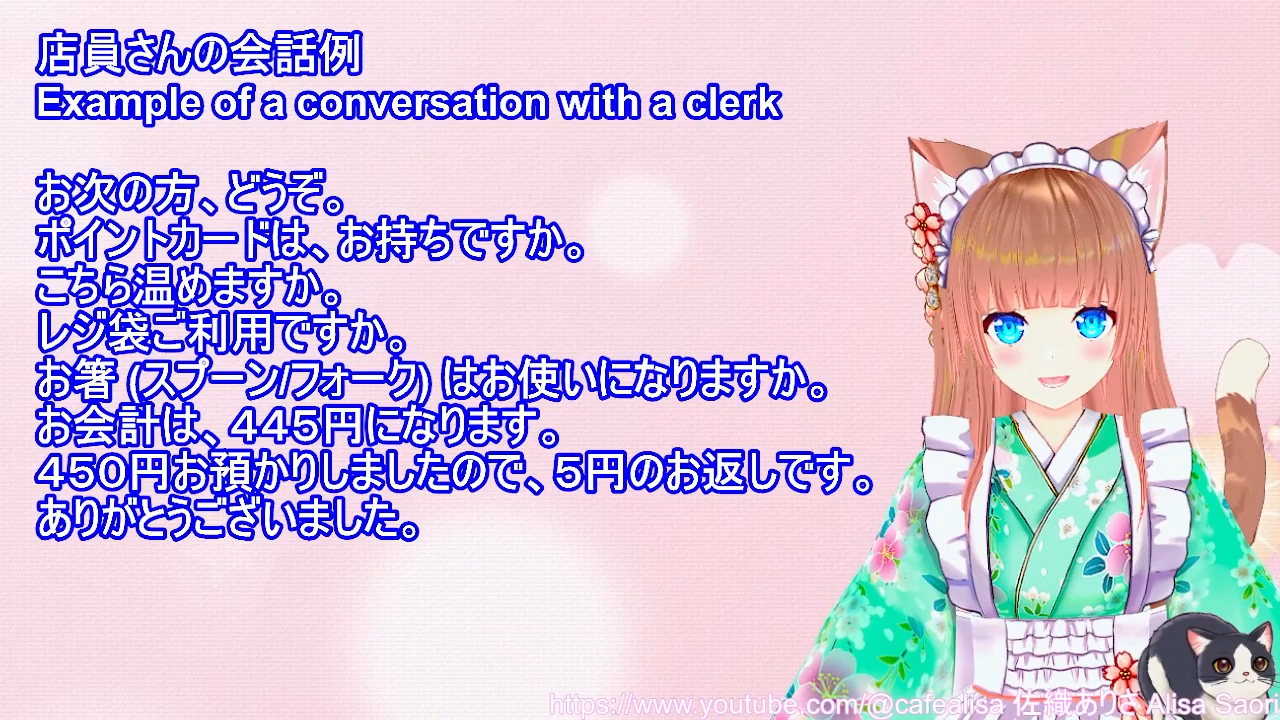 店員さんの会話例
Example of a conversation with a clerk
お次の方、どうぞ。
ポイントカードは、お持ちですか。
こちら温めますか。
レジ袋ご利用ですか。
お箸 (スプーン/フォーク) はお使いになりますか。
お会計は、４４５円になります。
４５０円お預かりしましたので、５円のお返しです。
ありがとうございました。
https://www.youtube.com/@cafealisa 佐織ありさ Alisa Saori